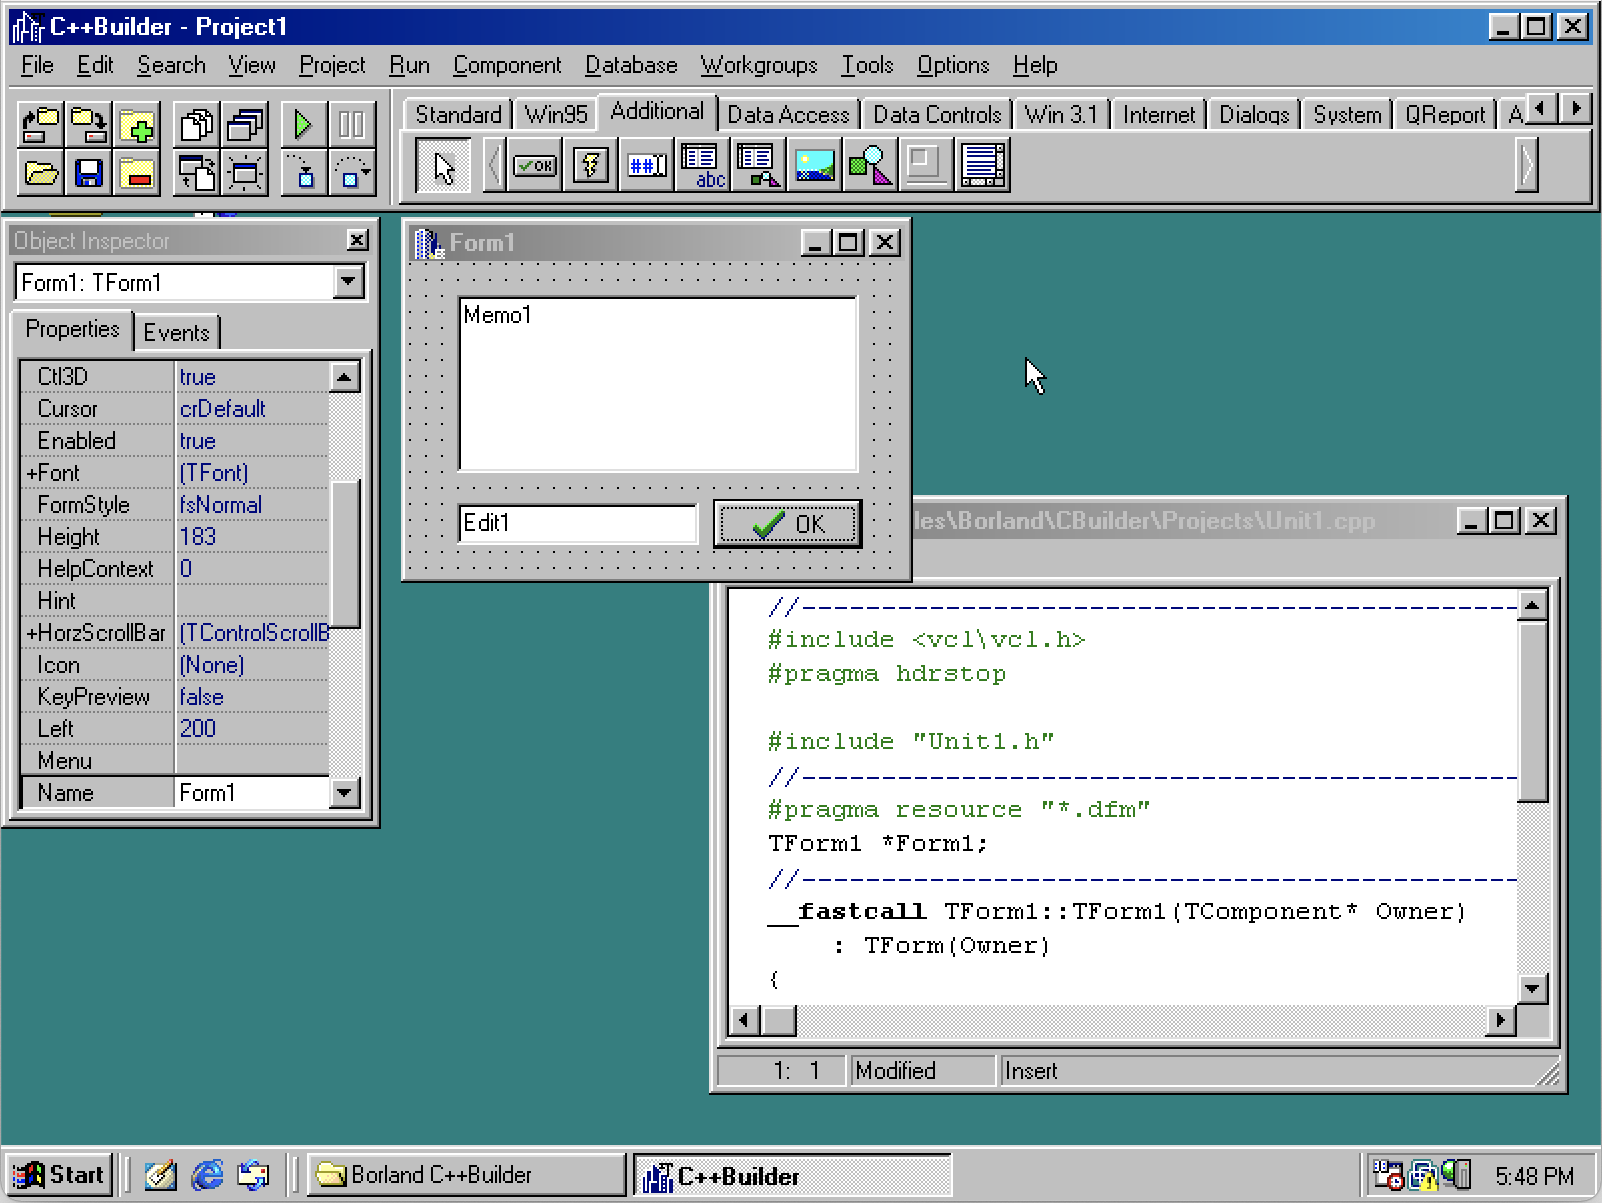 C++Builder - Project1
File Edit Search View Project Run Component Database Workgroups Tools Options Help
Standard Win95 Additional Data Access Data Controls Win 3.1 Internet Dialogs System QReport A
OK ## abc
Object Inspector
Form1: TForm1
Properties Events
Ctl3D true
Cursor crDefault
Enabled true
+Font (TFont)
FormStyle fsNormal
Height 183
HelpContext 0
Hint
+HorzScrollBar (TControlScrollB
Icon (None)
KeyPreview false
Left 200
Menu
Name Form1
Form1
Memo1
Edit1 OK
les\Borland\CBuilder\Projects\Unit1.cpp
//---------------------------------------------
#include <vcl\vcl.h>
#pragma hdrstop
#include "Unit1.h"
//---------------------------------------------
#pragma resource "*.dfm"
TForm1 *Form1;
//---------------------------------------------
__fastcall TForm1::TForm1(TComponent* Owner)
: TForm(Owner)
{
1: 1 Modified Insert
Start Borland C++Builder C++Builder 5:48 PM